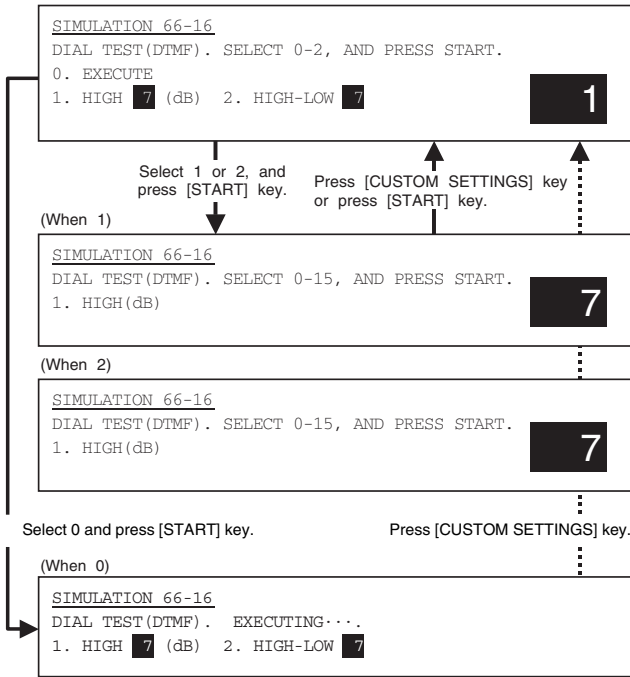 SIMULATION 66-16
DIAL TEST(DTMF). SELECT 0-2, AND PRESS START.
0. EXECUTE
1. HIGH 7 (dB) 2. HIGH-LOW 7
1
Select 1 or 2, and
press [START] key.
Press [CUSTOM SETTINGS] key
or press [START] key.
(When 1)
SIMULATION 66-16
DIAL TEST(DTMF). SELECT 0-15, AND PRESS START.
1. HIGH(dB)
7
(When 2)
SIMULATION 66-16
DIAL TEST(DTMF). SELECT 0-15, AND PRESS START.
1. HIGH(dB)
7
Select 0 and press [START] key.
Press [CUSTOM SETTINGS] key.
(When 0)
SIMULATION 66-16
DIAL TEST(DTMF). EXECUTING···.
1. HIGH 7 (dB) 2. HIGH-LOW 7